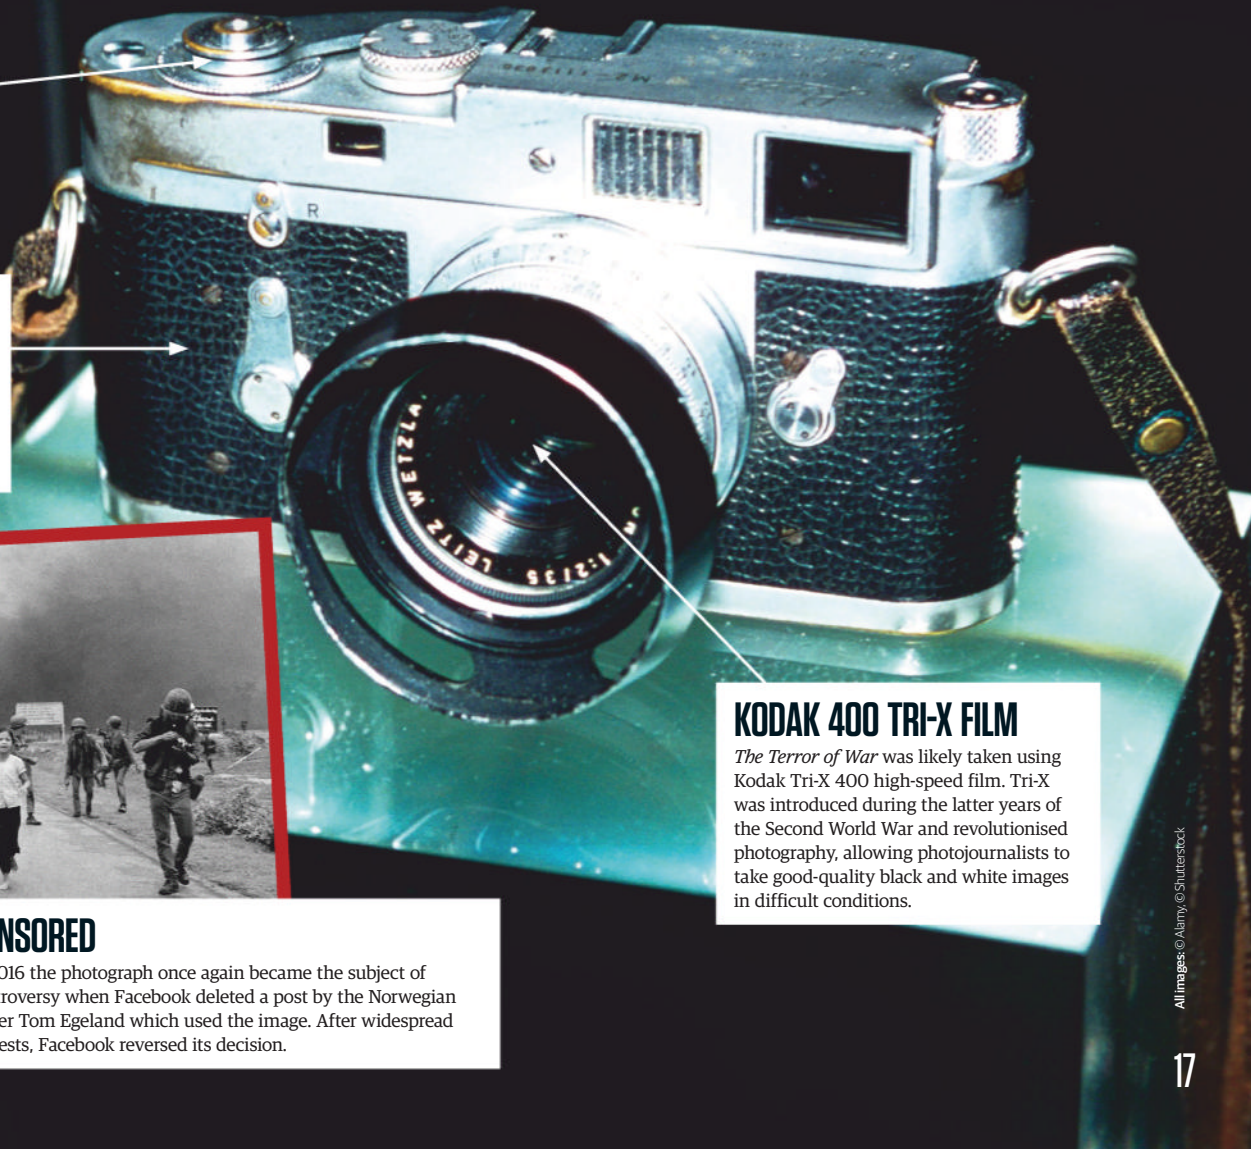 R
LEITZ WETZLA
1:2/35
KODAK 400 TRI-X FILM
The Terror of War was likely taken using
Kodak Tri-X 400 high-speed film. Tri-X
was introduced during the latter years of
the Second World War and revolutionised
photography, allowing photojournalists to
take good-quality black and white images
in difficult conditions.
NSORED
016 the photograph once again became the subject of
roversy when Facebook deleted a post by the Norwegian
er Tom Egeland which used the image. After widespread
ests, Facebook reversed its decision.
All images: © Alamy, © Shutterstock
17